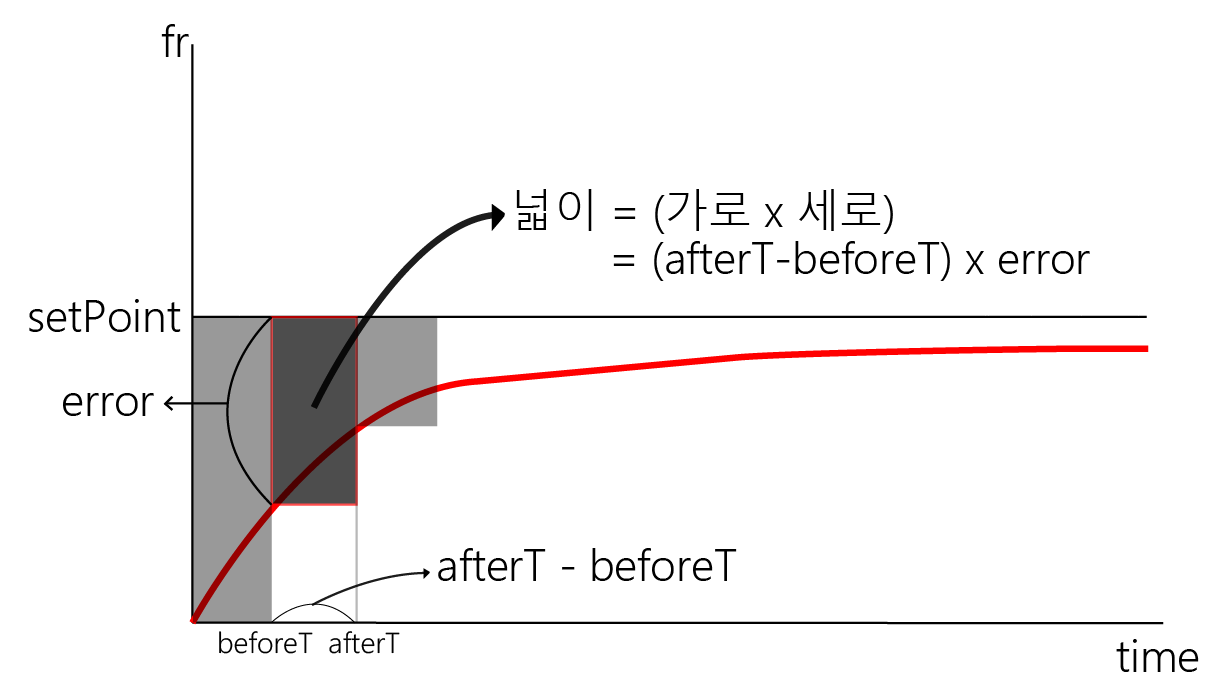 fr
넓이 = (가로 x 세로)
= (afterT-beforeT) x error
setPoint
error
afterT - beforeT
beforeT afterT
time